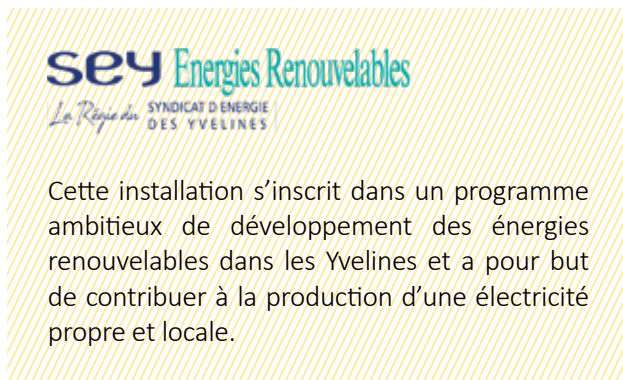 sey Energies Renouvelables
La Régie du SYNDICAT D ENERGIE
DES YVELINES
Cette installation s’inscrit dans un programme
ambitieux de développement des énergies
renouvelables dans les Yvelines et a pour but
de contribuer à la production d’une électricité
propre et locale.